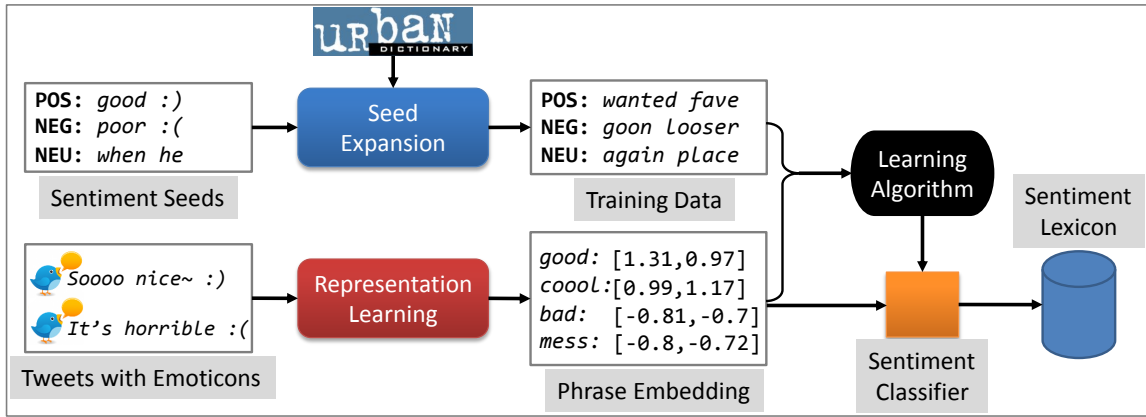 uRbaN
DICTIONARY
POS: good :)
NEG: poor :(
NEU: when he
Sentiment Seeds
Seed
Expansion
POS: wanted fave
NEG: goon looser
NEU: again place
Training Data
Learning
Algorithm
Sentiment
Lexicon
Soooo nice~ :)
It's horrible :(
Tweets with Emoticons
Representation
Learning
good: [1.31,0.97]
coool:[0.99,1.17]
bad: [-0.81,-0.7]
mess: [-0.8,-0.72]
Phrase Embedding
Sentiment
Classifier